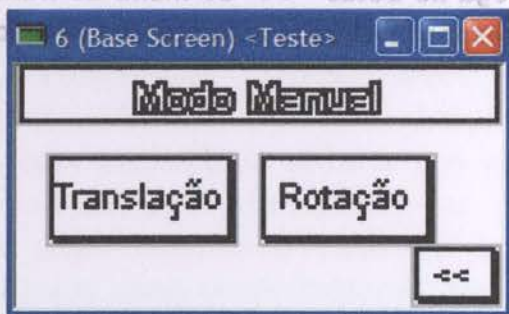 6 (Base Screen) <Teste>
Modo Manual
Translação Rotação
<<